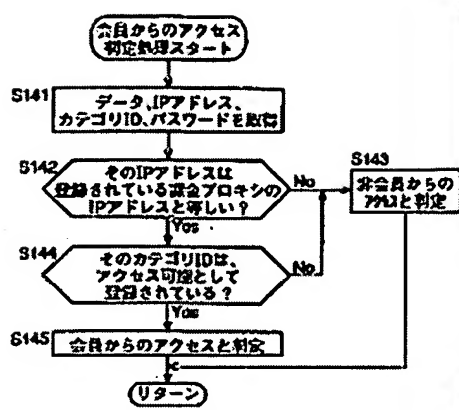 会員からのアクセス
判定処理スタート
S141
データ、IPアドレス、
カテゴリID、パスワードを取得
S142
そのIPアドレスは
登録されている課金プロキシの
IPアドレスと等しい？
No
S143
非会員からの
アクセスと判定
Yes
S144
そのカテゴリIDは、
アクセス可能として
登録されている？
No
Yes
S145
会員からのアクセスと判定
リターン